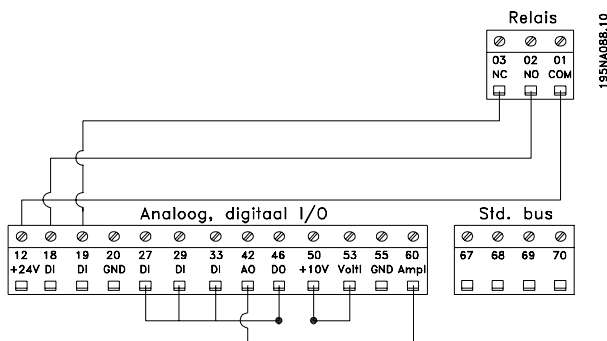 Relais
03 02 01
NC NO COM
195NA088.10
Analoog, digitaal I/O
12 18 19 20 27 29 33 42 46 50 53 55 60
+24V DI DI GND DI DI DI AO DO +10V Volti GND Ampi
Std. bus
67 68 69 70